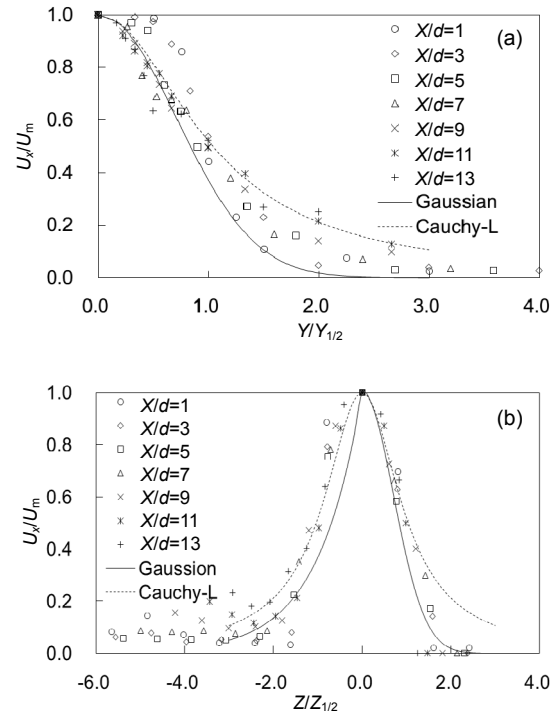 (a)
1.0
0.8
0.6
0.4
0.2
0.0
Ux/Um
X/d=1
X/d=3
X/d=5
X/d=7
X/d=9
X/d=11
X/d=13
Gaussian
Cauchy-L
0.0 1.0 2.0 3.0 4.0
Y/Y1/2
(b)
1.0
0.8
0.6
0.4
0.2
0.0
Ux/Um
X/d=1
X/d=3
X/d=5
X/d=7
X/d=9
X/d=11
X/d=13
Gaussion
Cauchy-L
-6.0 -4.0 -2.0 0.0 2.0 4.0
Z/Z1/2